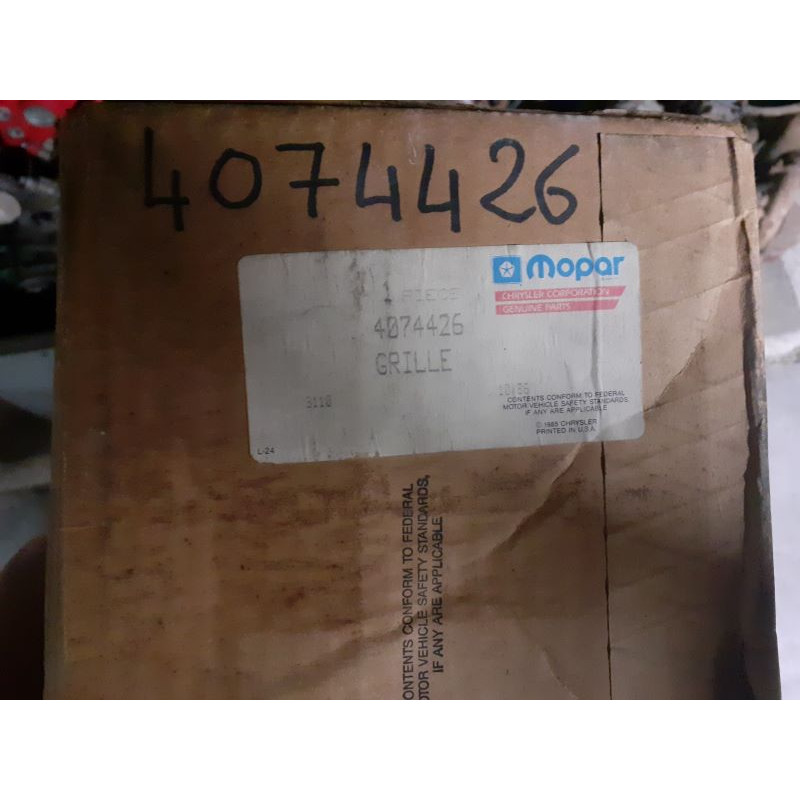 4074426
Mopar
CHRYSLER CORPORATION
GENUINE PARTS
1 PIECE
4074426
GRILLE
3110
CONTENTS CONFORM TO FEDERAL
MOTOR VEHICLE SAFETY STANDARDS,
IF ANY ARE APPLICABLE
© 1985 CHRYSLER
PRINTED IN U.S.A.
L-24
CONTENTS CONFORM TO FEDERAL
MOTOR VEHICLE SAFETY STANDARDS,
IF ANY ARE APPLICABLE